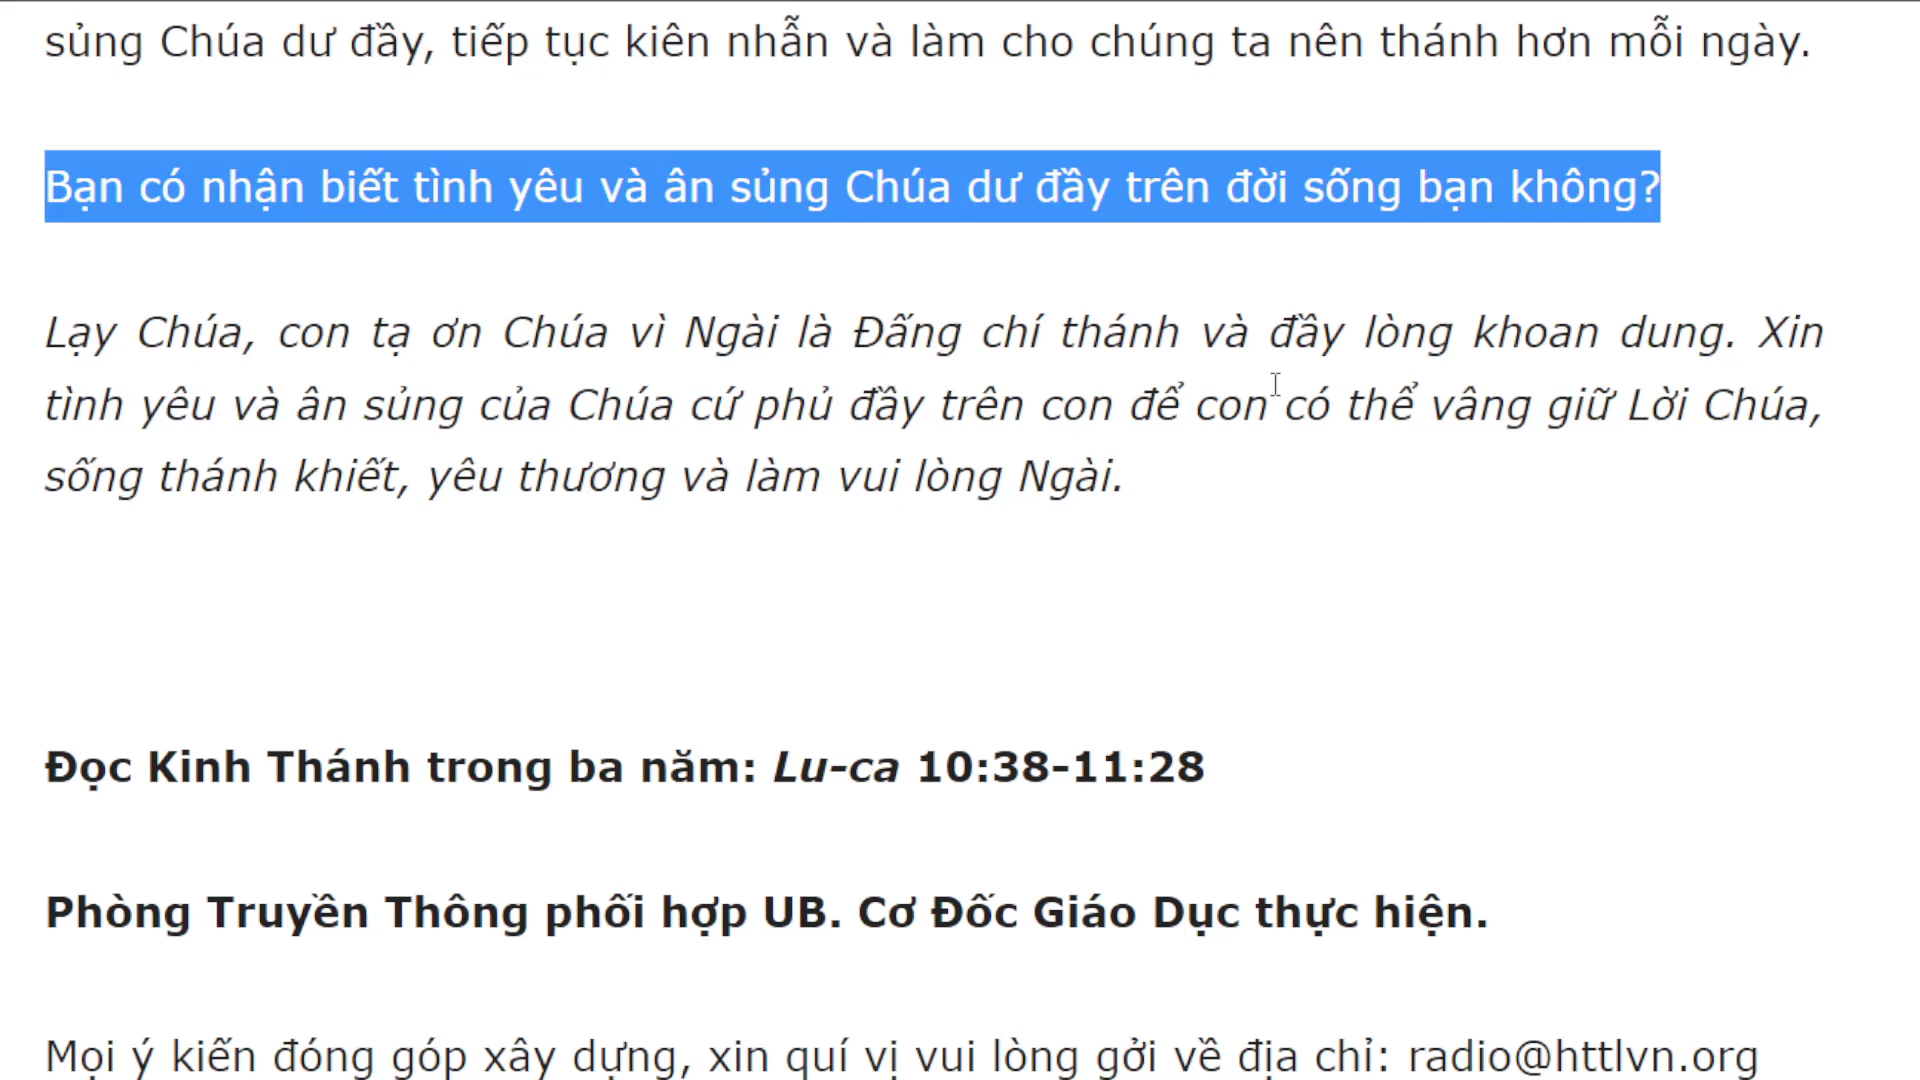 sủng Chúa dư đầy, tiếp tục kiên nhẫn và làm cho chúng ta nên thánh hơn mỗi ngày.
Bạn có nhận biết tình yêu và ân sủng Chúa dư đầy trên đời sống bạn không?
Lạy Chúa, con tạ ơn Chúa vì Ngài là Đấng chí thánh và đầy lòng khoan dung. Xin
tình yêu và ân sủng của Chúa cứ phủ đầy trên con để con có thể vâng giữ Lời Chúa,
sống thánh khiết, yêu thương và làm vui lòng Ngài.
Đọc Kinh Thánh trong ba năm: Lu-ca 10:38-11:28
Phòng Truyền Thông phối hợp UB. Cơ Đốc Giáo Dục thực hiện.
Mọi ý kiến đóng góp xây dựng, xin quí vị vui lòng gởi về địa chỉ: radio@httlvn.org